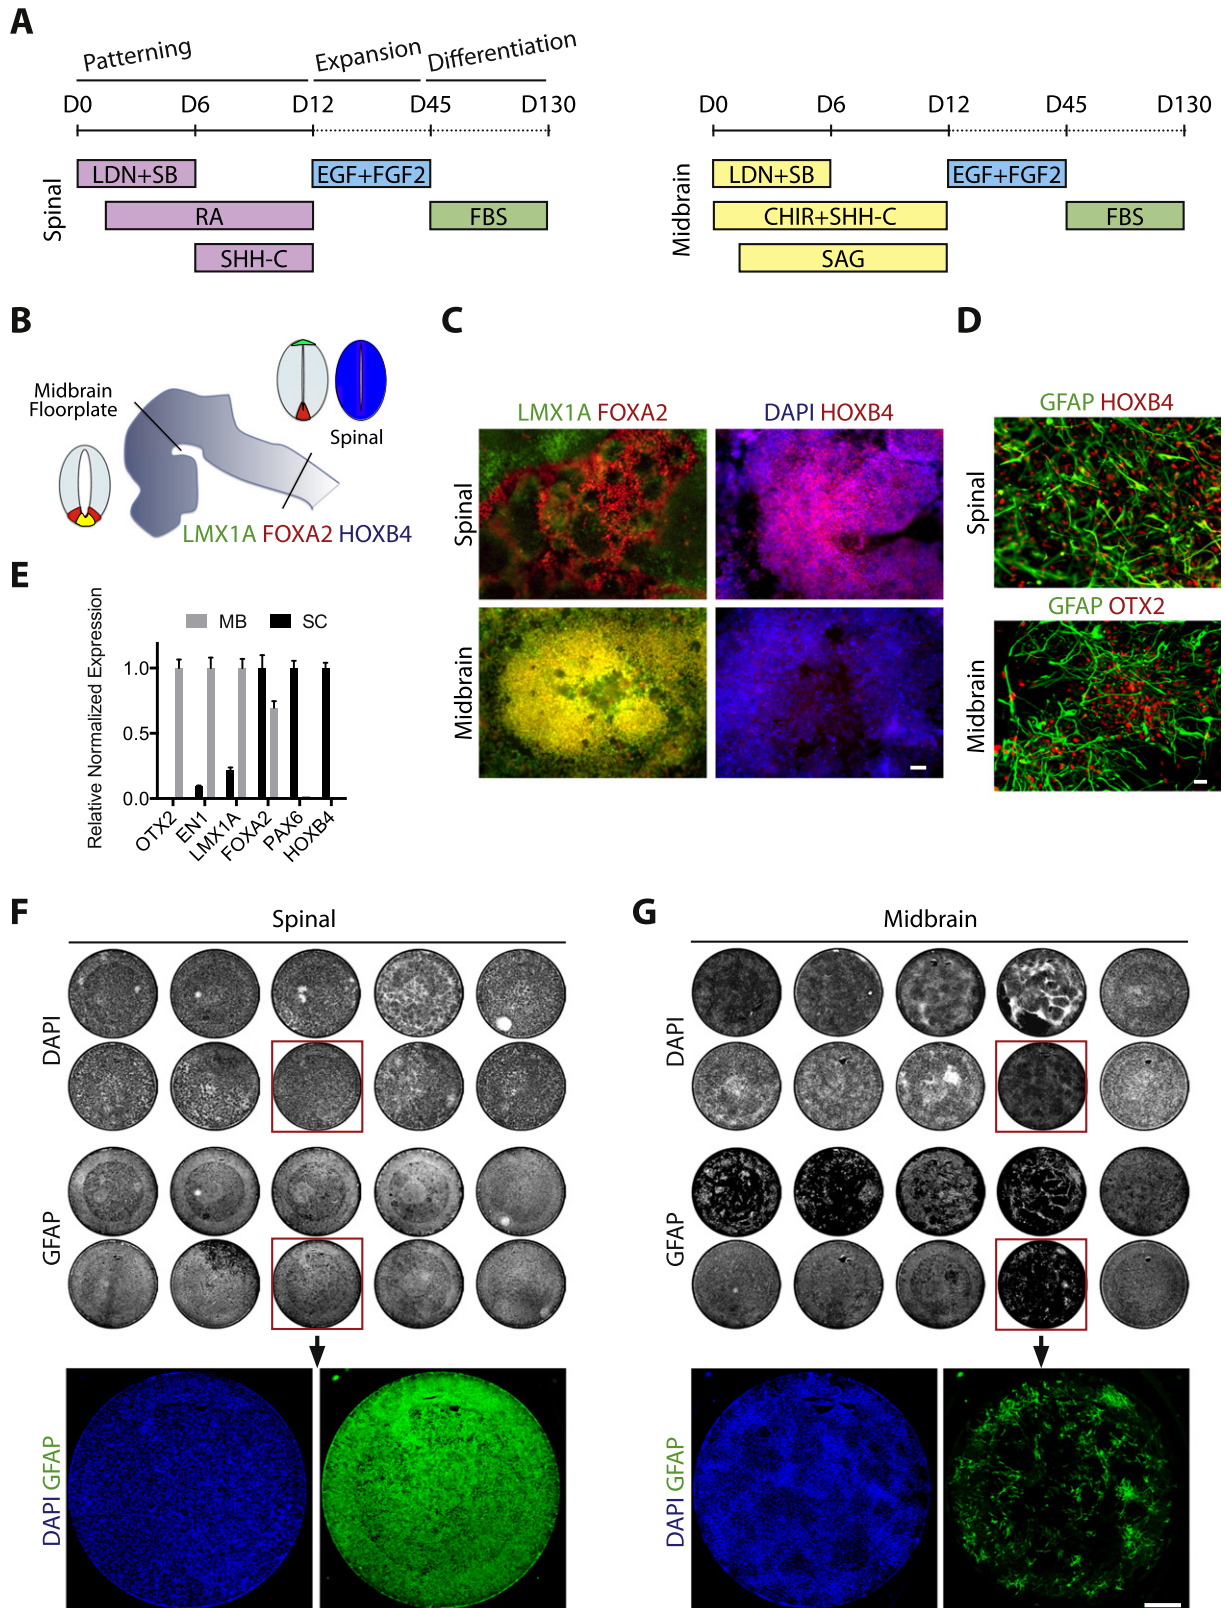 A
Patterning Expansion Differentiation
D0 D6 D12 D45 D130
Spinal
LDN+SB EGF+FGF2
RA FBS
SHH-C
D0 D6 D12 D45 D130
Midbrain
LDN+SB EGF+FGF2
CHIR+SHH-C FBS
SAG
B
Midbrain
Floorplate
Spinal
LMX1A FOXA2 HOXB4
C
LMX1A FOXA2 DAPI HOXB4
Spinal
Midbrain
D
GFAP HOXB4
Spinal
GFAP OTX2
Midbrain
E
MB SC
Relative Normalized Expression
1.0
0.5
0.0
OTX2 EN1 LMX1A FOXA2 PAX6 HOXB4
F
Spinal
DAPI
GFAP
DAPI GFAP
G
Midbrain
DAPI
GFAP
DAPI GFAP